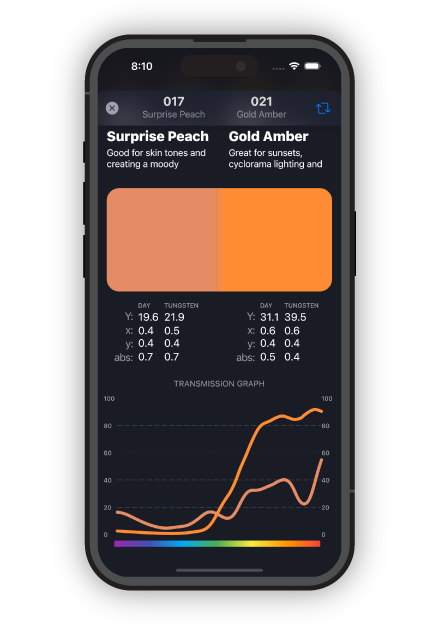 8:10
017 021
Surprise Peach Gold Amber
Surprise Peach Gold Amber
Good for skin tones and Great for sunsets,
creating a moody cyclorama lighting and
DAY TUNGSTEN DAY TUNGSTEN
Y: 19.6 21.9 Y: 31.1 39.5
x: 0.4 0.5 x: 0.6 0.6
y: 0.4 0.4 y: 0.4 0.4
abs: 0.7 0.7 abs: 0.5 0.4
TRANSMISSION GRAPH
100 100
80 80
60 60
40 40
20 20
0 0